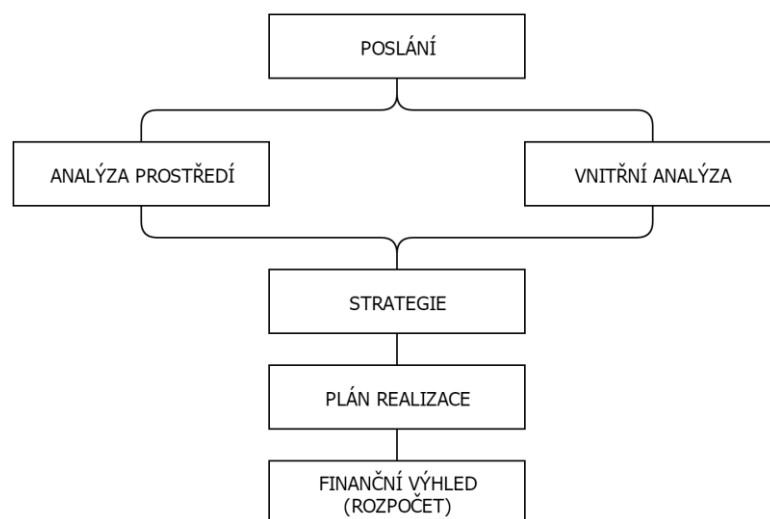 POSLÁNÍ
ANALÝZA PROSTŘEDÍ
VNITŘNÍ ANALÝZA
STRATEGIE
PLÁN REALIZACE
FINANČNÍ VÝHLED
(ROZPOČET)